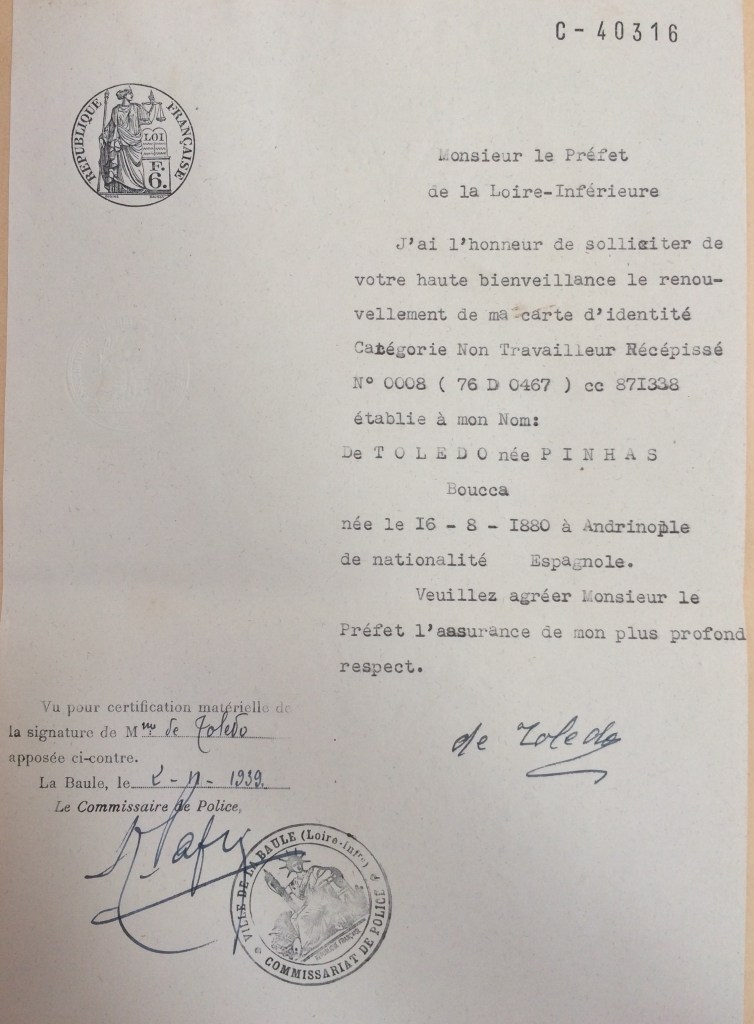 C-40316
RÉPUBLIQUE FRANÇAISE
LOI
F.
6.
Monsieur le Préfet
de la Loire-Inférieure
J'ai l'honneur de solliciter de
votre haute bienveillance le renou-
vellement de ma carte d'identité
Catégorie Non Travailleur Récépissé
N° 0008 ( 76 D 0467 ) cc 871338
établie à mon Nom:
De T O L E D O née P I N H A S
Boucca
née le I6 - 8 - I880 à Andrinople
de nationalité Espagnole.
Veuillez agréer Monsieur le
Préfet l'assurance de mon plus profond
respect.
de Toledo
Vu pour certification matérielle de
la signature de Mme de Toledo
apposée ci-contre.
La Baule, le 2-11-1939.
Le Commissaire de Police,
VILLE DE LA BAULE (Loire-Infre)
COMMISSARIAT DE POLICE